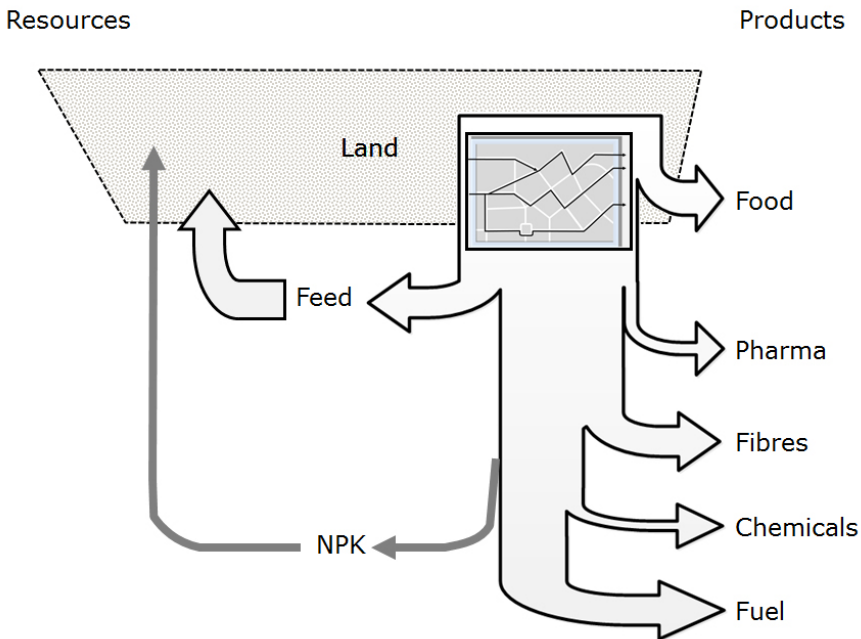 Resources
Products
Land
Food
Feed
Pharma
Fibres
Chemicals
NPK
Fuel